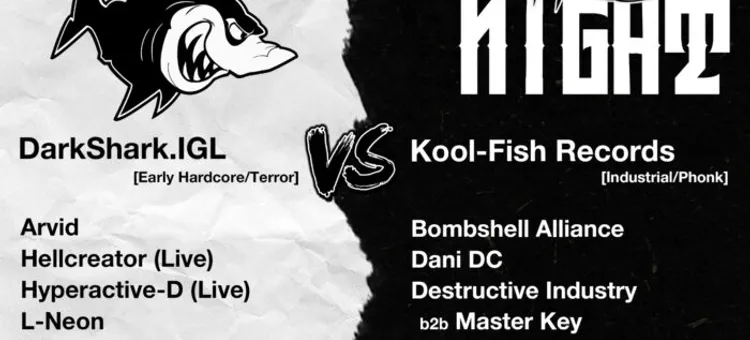 NIGHT
DarkShark.IGL
[Early Hardcore/Terror]
Arvid
Hellcreator (Live)
Hyperactive-D (Live)
L-Neon
VS
Kool-Fish Records
[Industrial/Phonk]
Bombshell Alliance
Dani DC
Destructive Industry
b2b Master Key